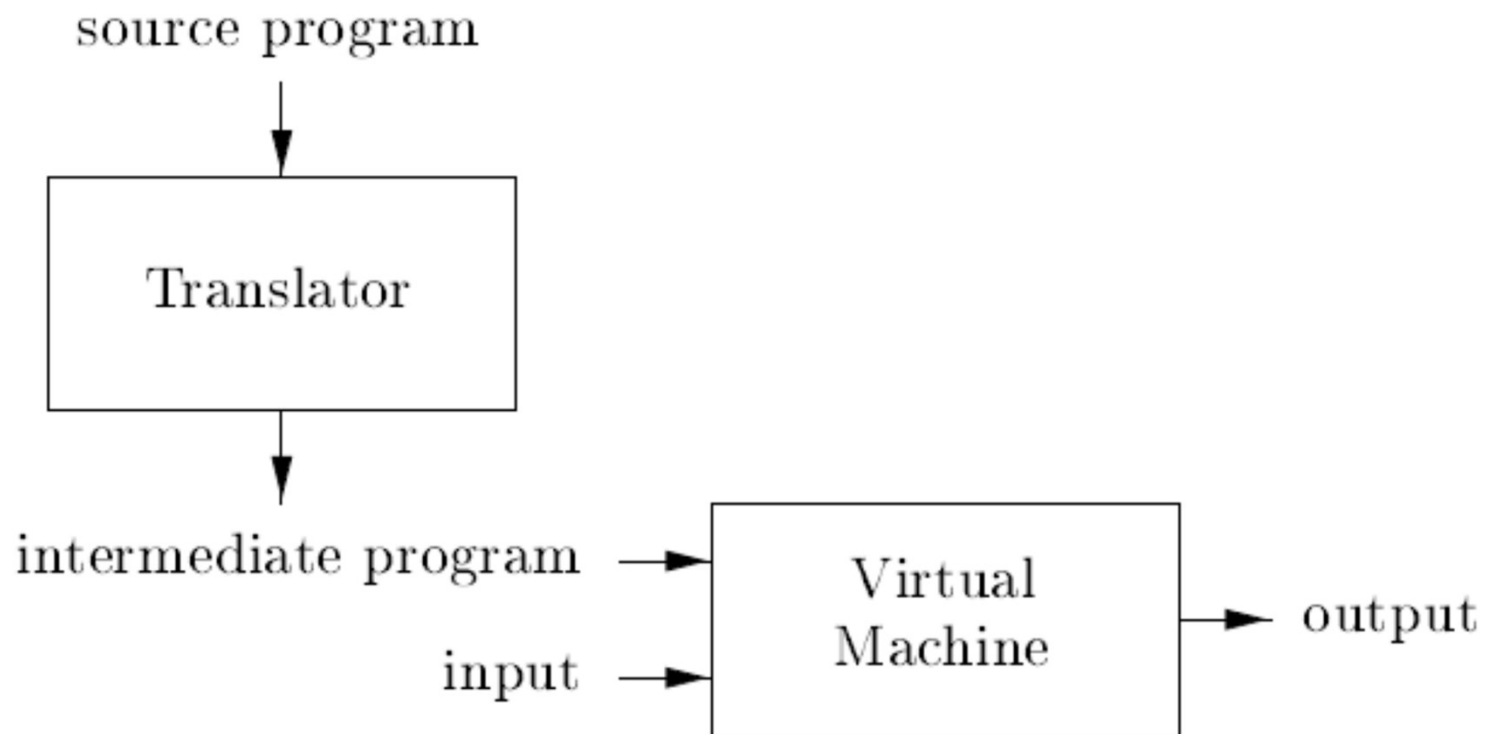 source program
Translator
intermediate program
Virtual
Machine
input
output